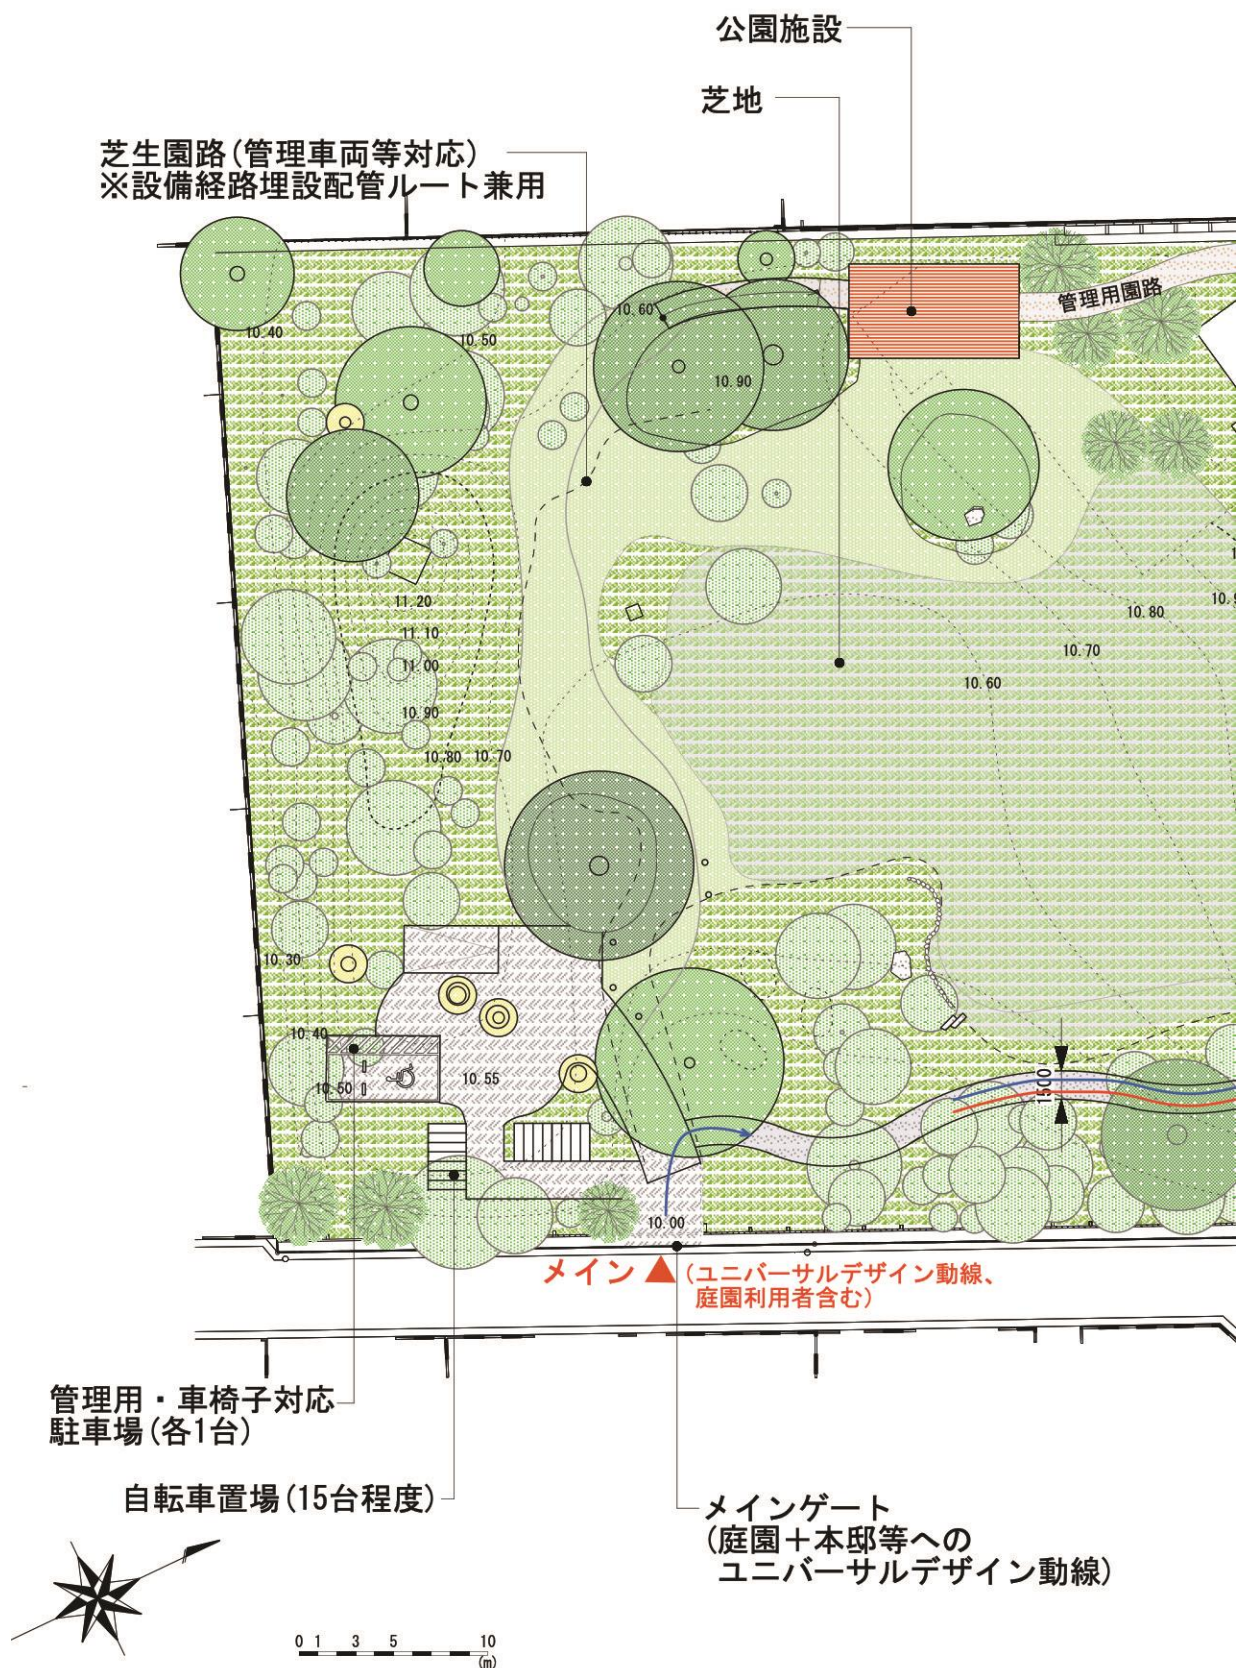 公園施設
芝地
芝生園路(管理車両等対応)
※設備経路埋設配管ルート兼用
管理用園路
10.40
10.50
10.60
10.90
11.20
11.10
11.00
10.90
10.80
10.70
10.80
10.70
10.60
10.30
10.40
10.50
10.55
1500
10.00
メイン
(ユニバーサルデザイン動線、
庭園利用者含む)
管理用・車椅子対応
駐車場(各1台)
自転車置場(15台程度)
メインゲート
(庭園+本邸等への
ユニバーサルデザイン動線)
0 1 3 5 10
(m)